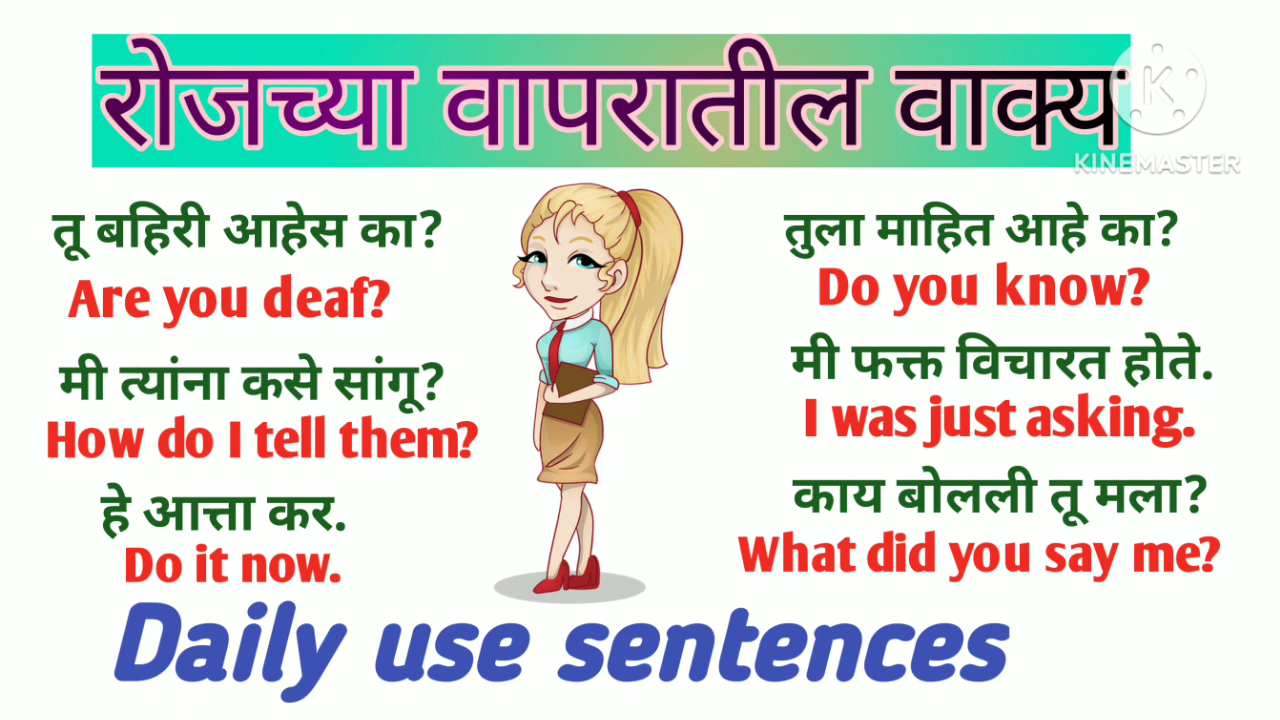 रोजच्या वापरातील वाक्य
KINEMASTER
तू बहिरी आहेस का?
Are you deaf?
मी त्यांना कसे सांगू?
How do I tell them?
हे आत्ता कर.
Do it now.
तुला माहित आहे का?
Do you know?
मी फक्त विचारत होते.
I was just asking.
काय बोलली तू मला?
What did you say me?
Daily use sentences